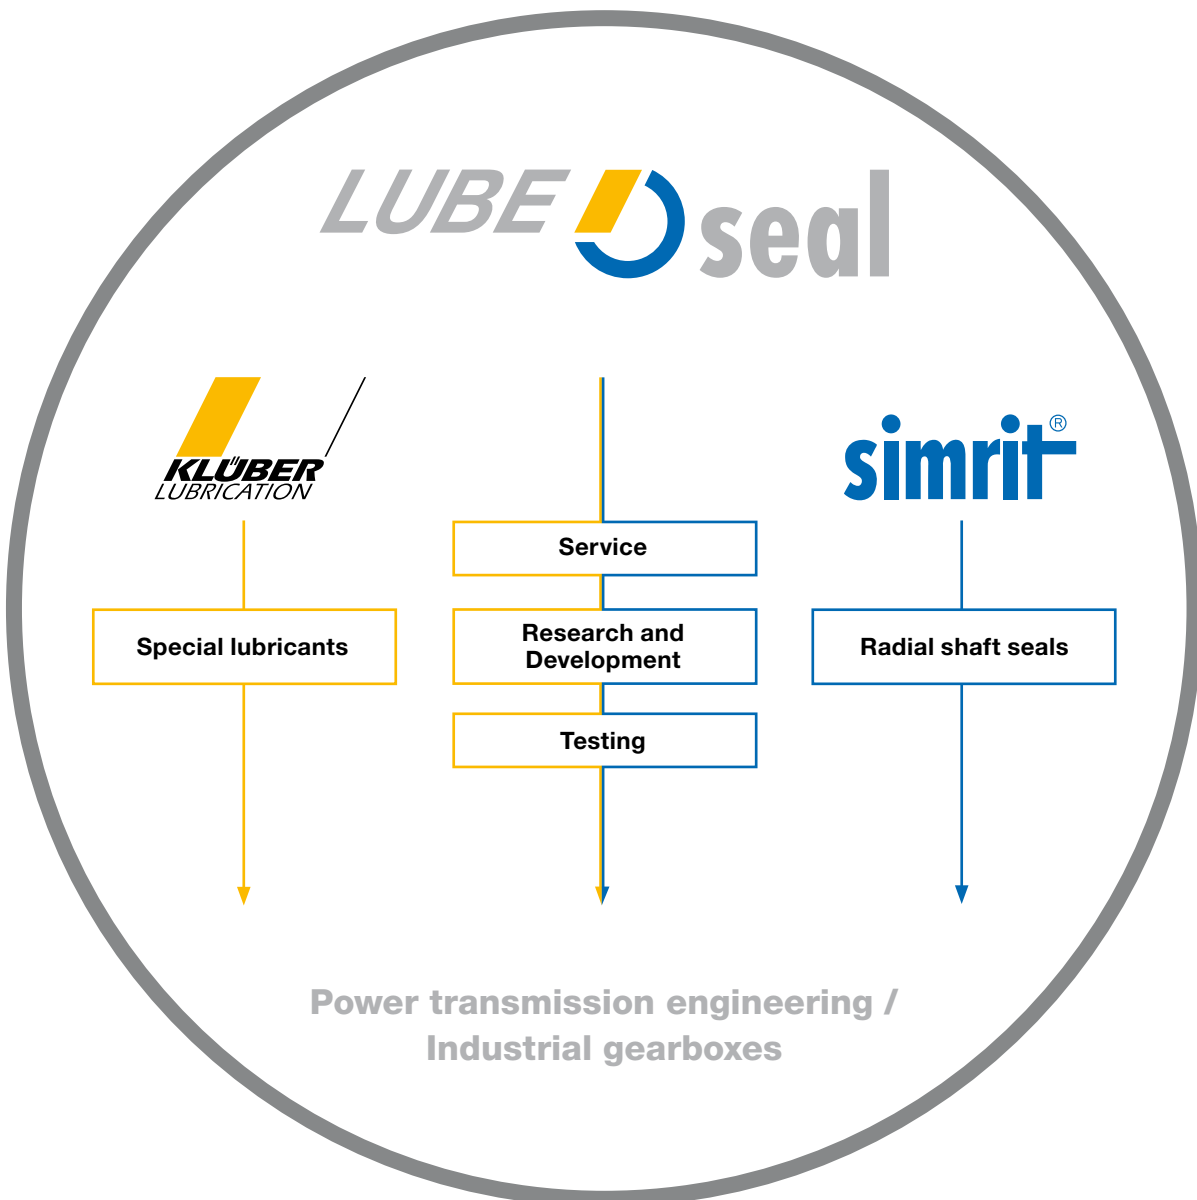 LUBE seal
KLÜBER
LUBRICATION
simrit®
Service
Special lubricants
Research and
Development
Radial shaft seals
Testing
Power transmission engineering /
Industrial gearboxes